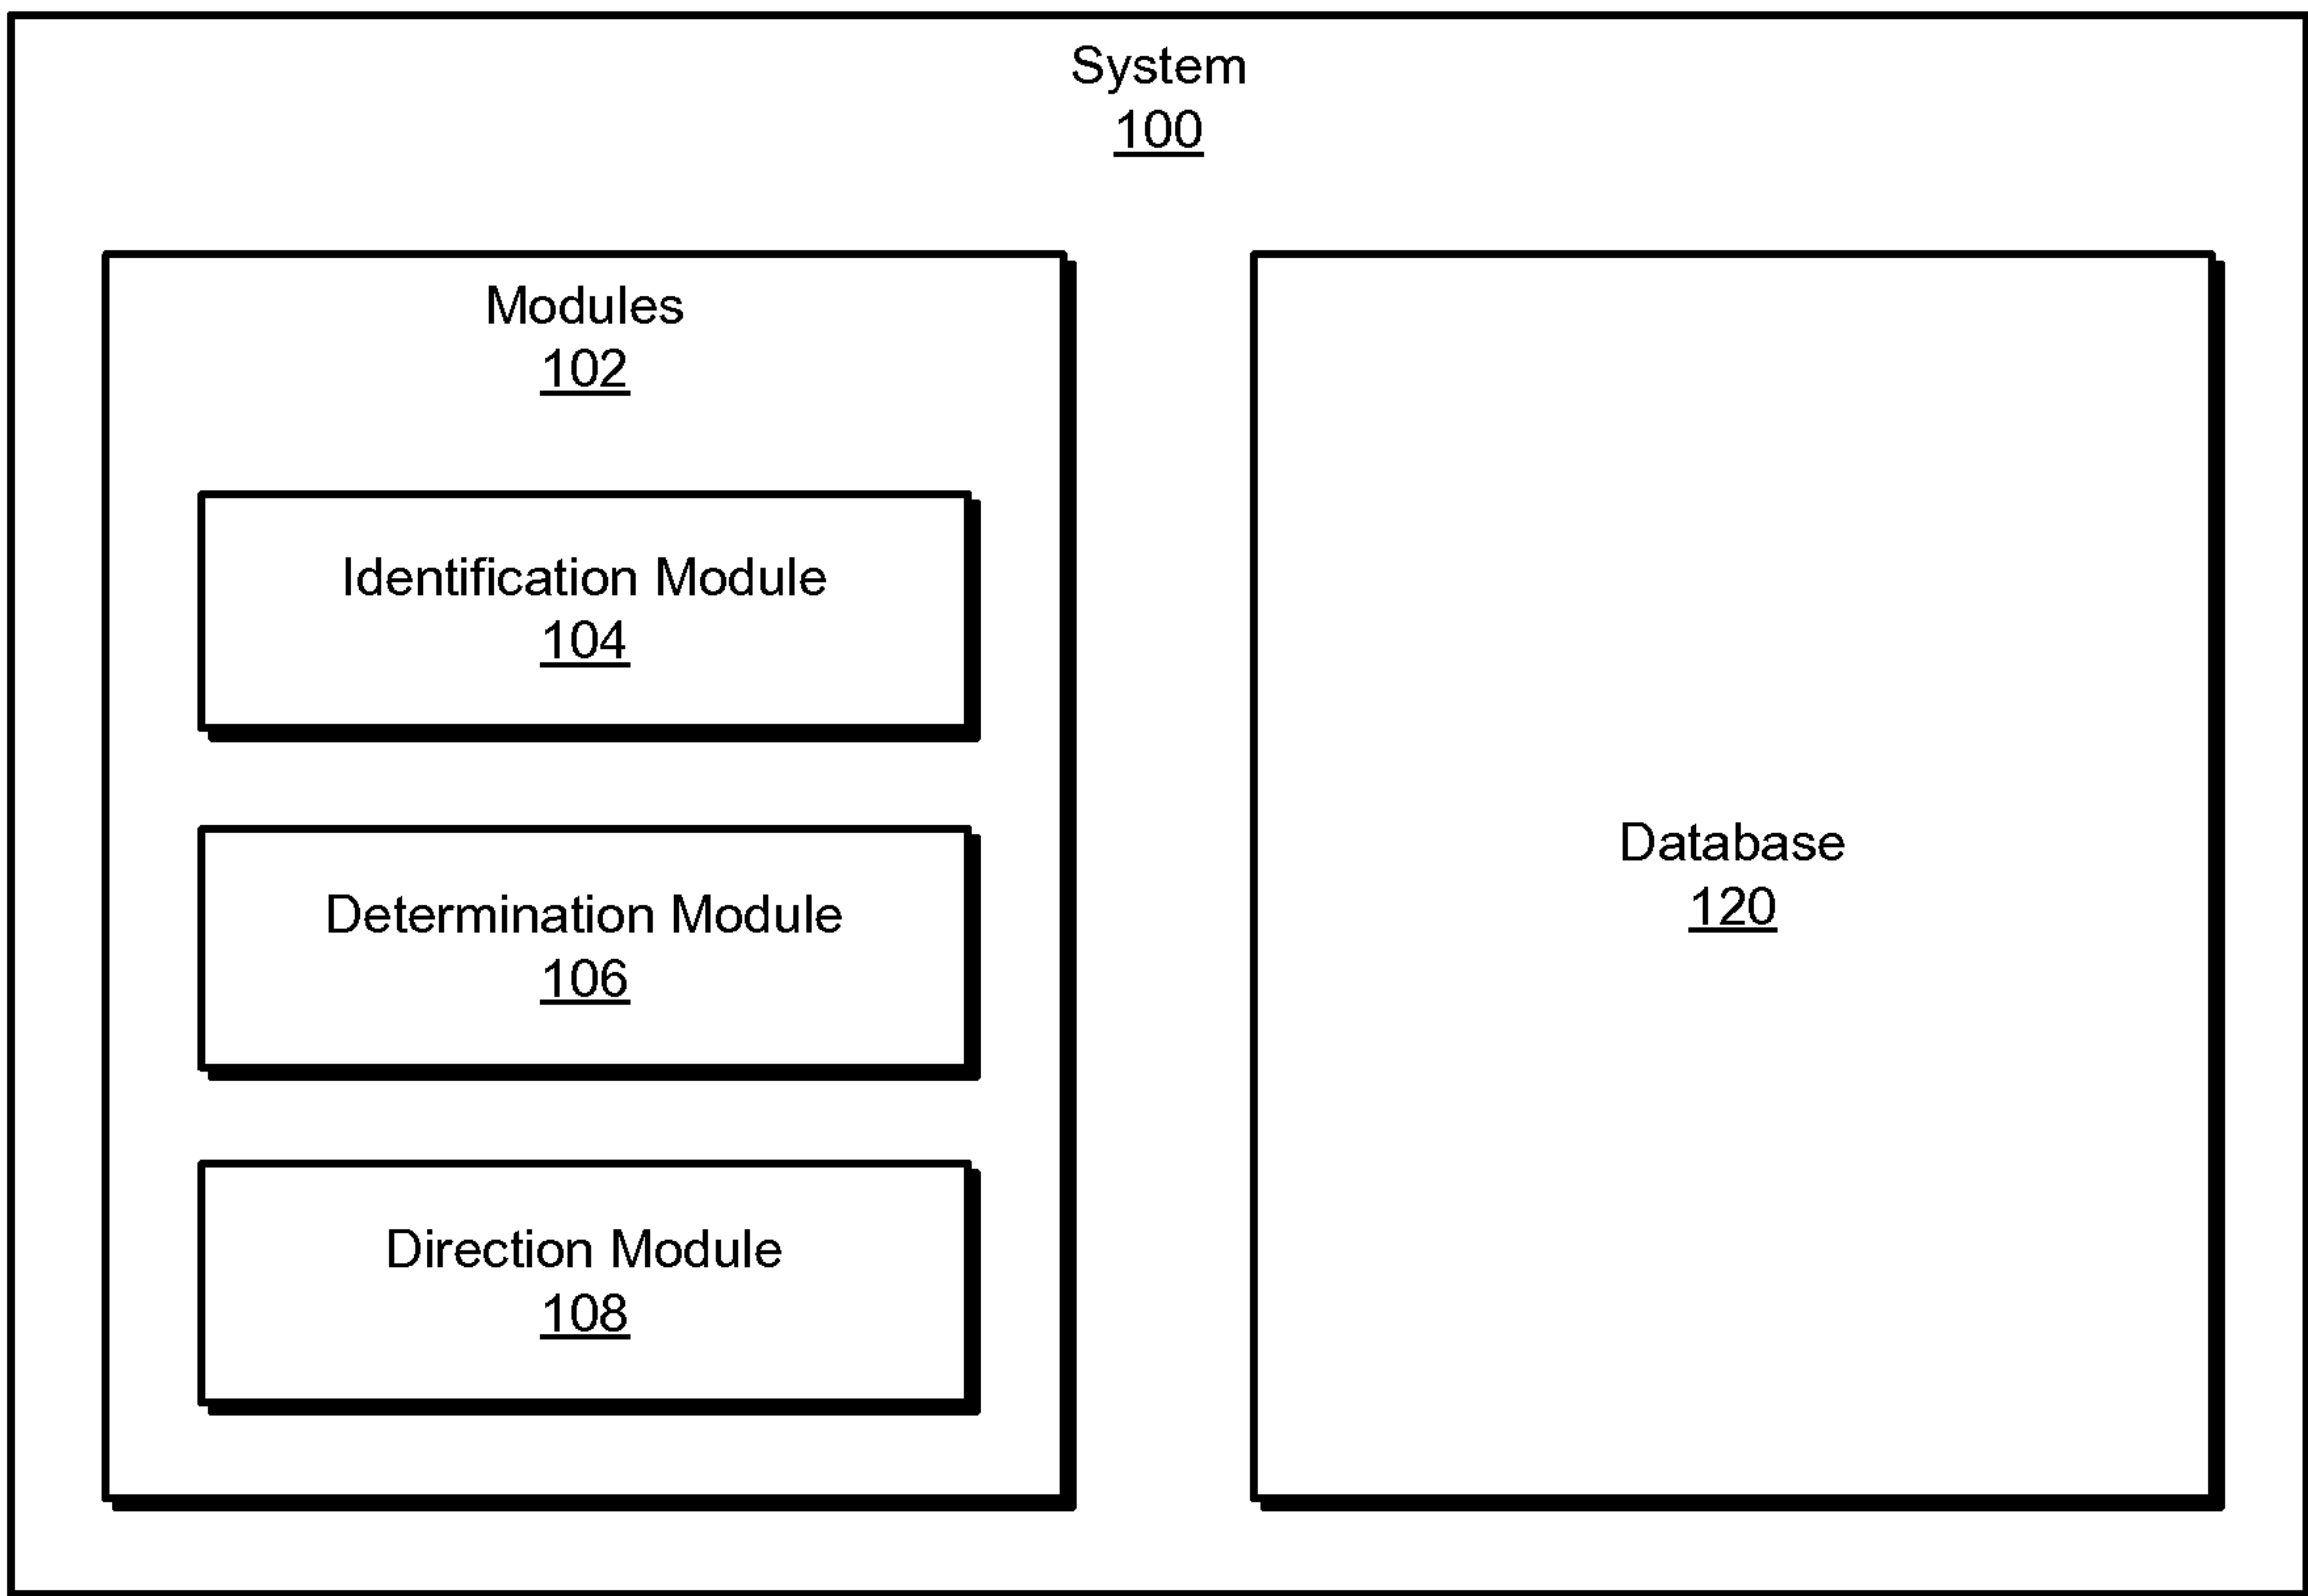 System
100
Modules
102
Identification Module
104
Determination Module
106
Direction Module
108
Database
120